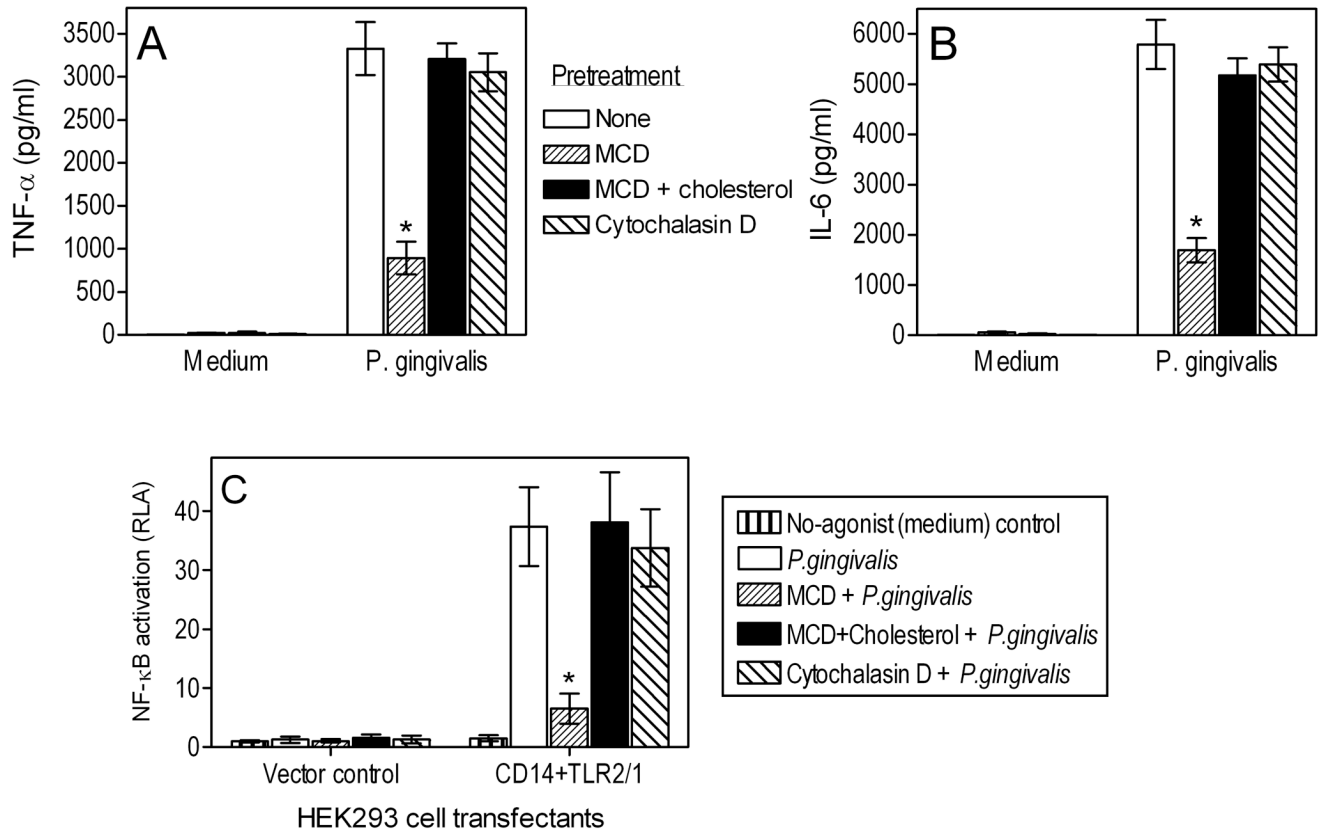 A
TNF-α (pg/ml)
3500
3000
2500
2000
1500
1000
500
0
*
Medium
P. gingivalis
Pretreatment
None
MCD
MCD + cholesterol
Cytochalasin D
B
IL-6 (pg/ml)
6000
5000
4000
3000
2000
1000
0
*
Medium
P. gingivalis
C
NF-κB activation (RLA)
40
30
20
10
0
*
Vector control
CD14+TLR2/1
HEK293 cell transfectants
No-agonist (medium) control
P.gingivalis
MCD + P.gingivalis
MCD+Cholesterol + P.gingivalis
Cytochalasin D + P.gingivalis